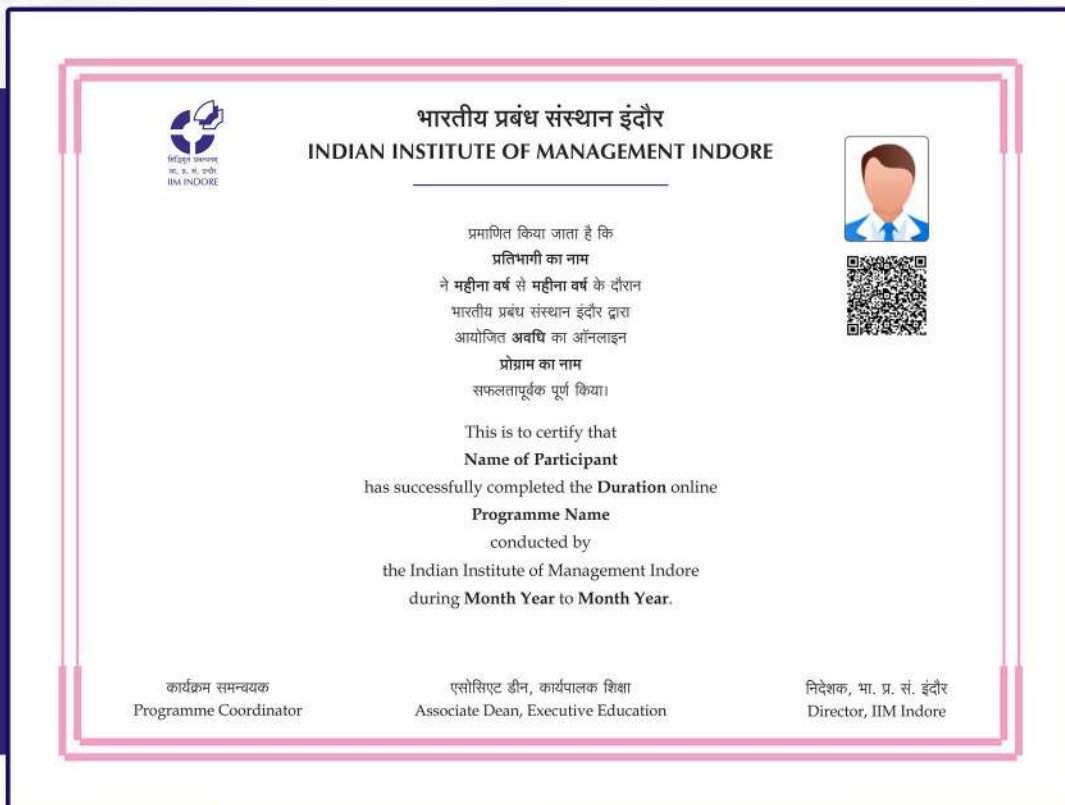 सिद्धिमूलं प्रबन्धनम्
भा. प्र. सं. इन्दौर
IIM INDORE
भारतीय प्रबंध संस्थान इंदौर
INDIAN INSTITUTE OF MANAGEMENT INDORE
प्रमाणित किया जाता है कि
प्रतिभागी का नाम
ने महीना वर्ष से महीना वर्ष के दौरान
भारतीय प्रबंध संस्थान इंदौर द्वारा
आयोजित अवधि का ऑनलाइन
प्रोग्राम का नाम
सफलतापूर्वक पूर्ण किया।
This is to certify that
Name of Participant
has successfully completed the Duration online
Programme Name
conducted by
the Indian Institute of Management Indore
during Month Year to Month Year.
कार्यक्रम समन्वयक
Programme Coordinator
एसोसिएट डीन, कार्यपालक शिक्षा
Associate Dean, Executive Education
निदेशक, भा. प्र. सं. इंदौर
Director, IIM Indore